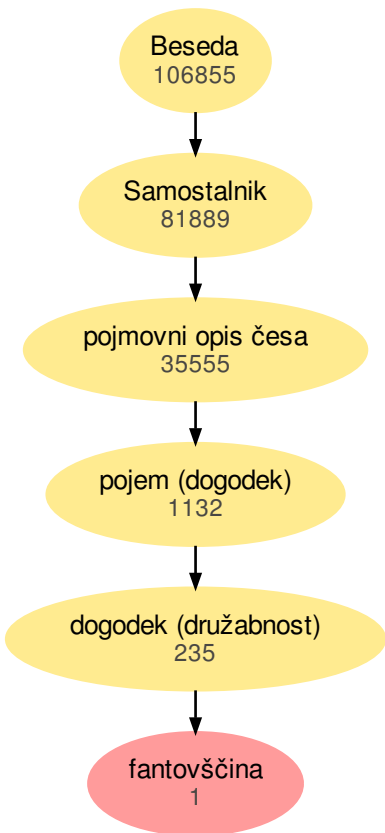 Beseda
106855
Samostalnik
81889
pojmovni opis česa
35555
pojem (dogodek)
1132
dogodek (družabnost)
235
fantovščina
1